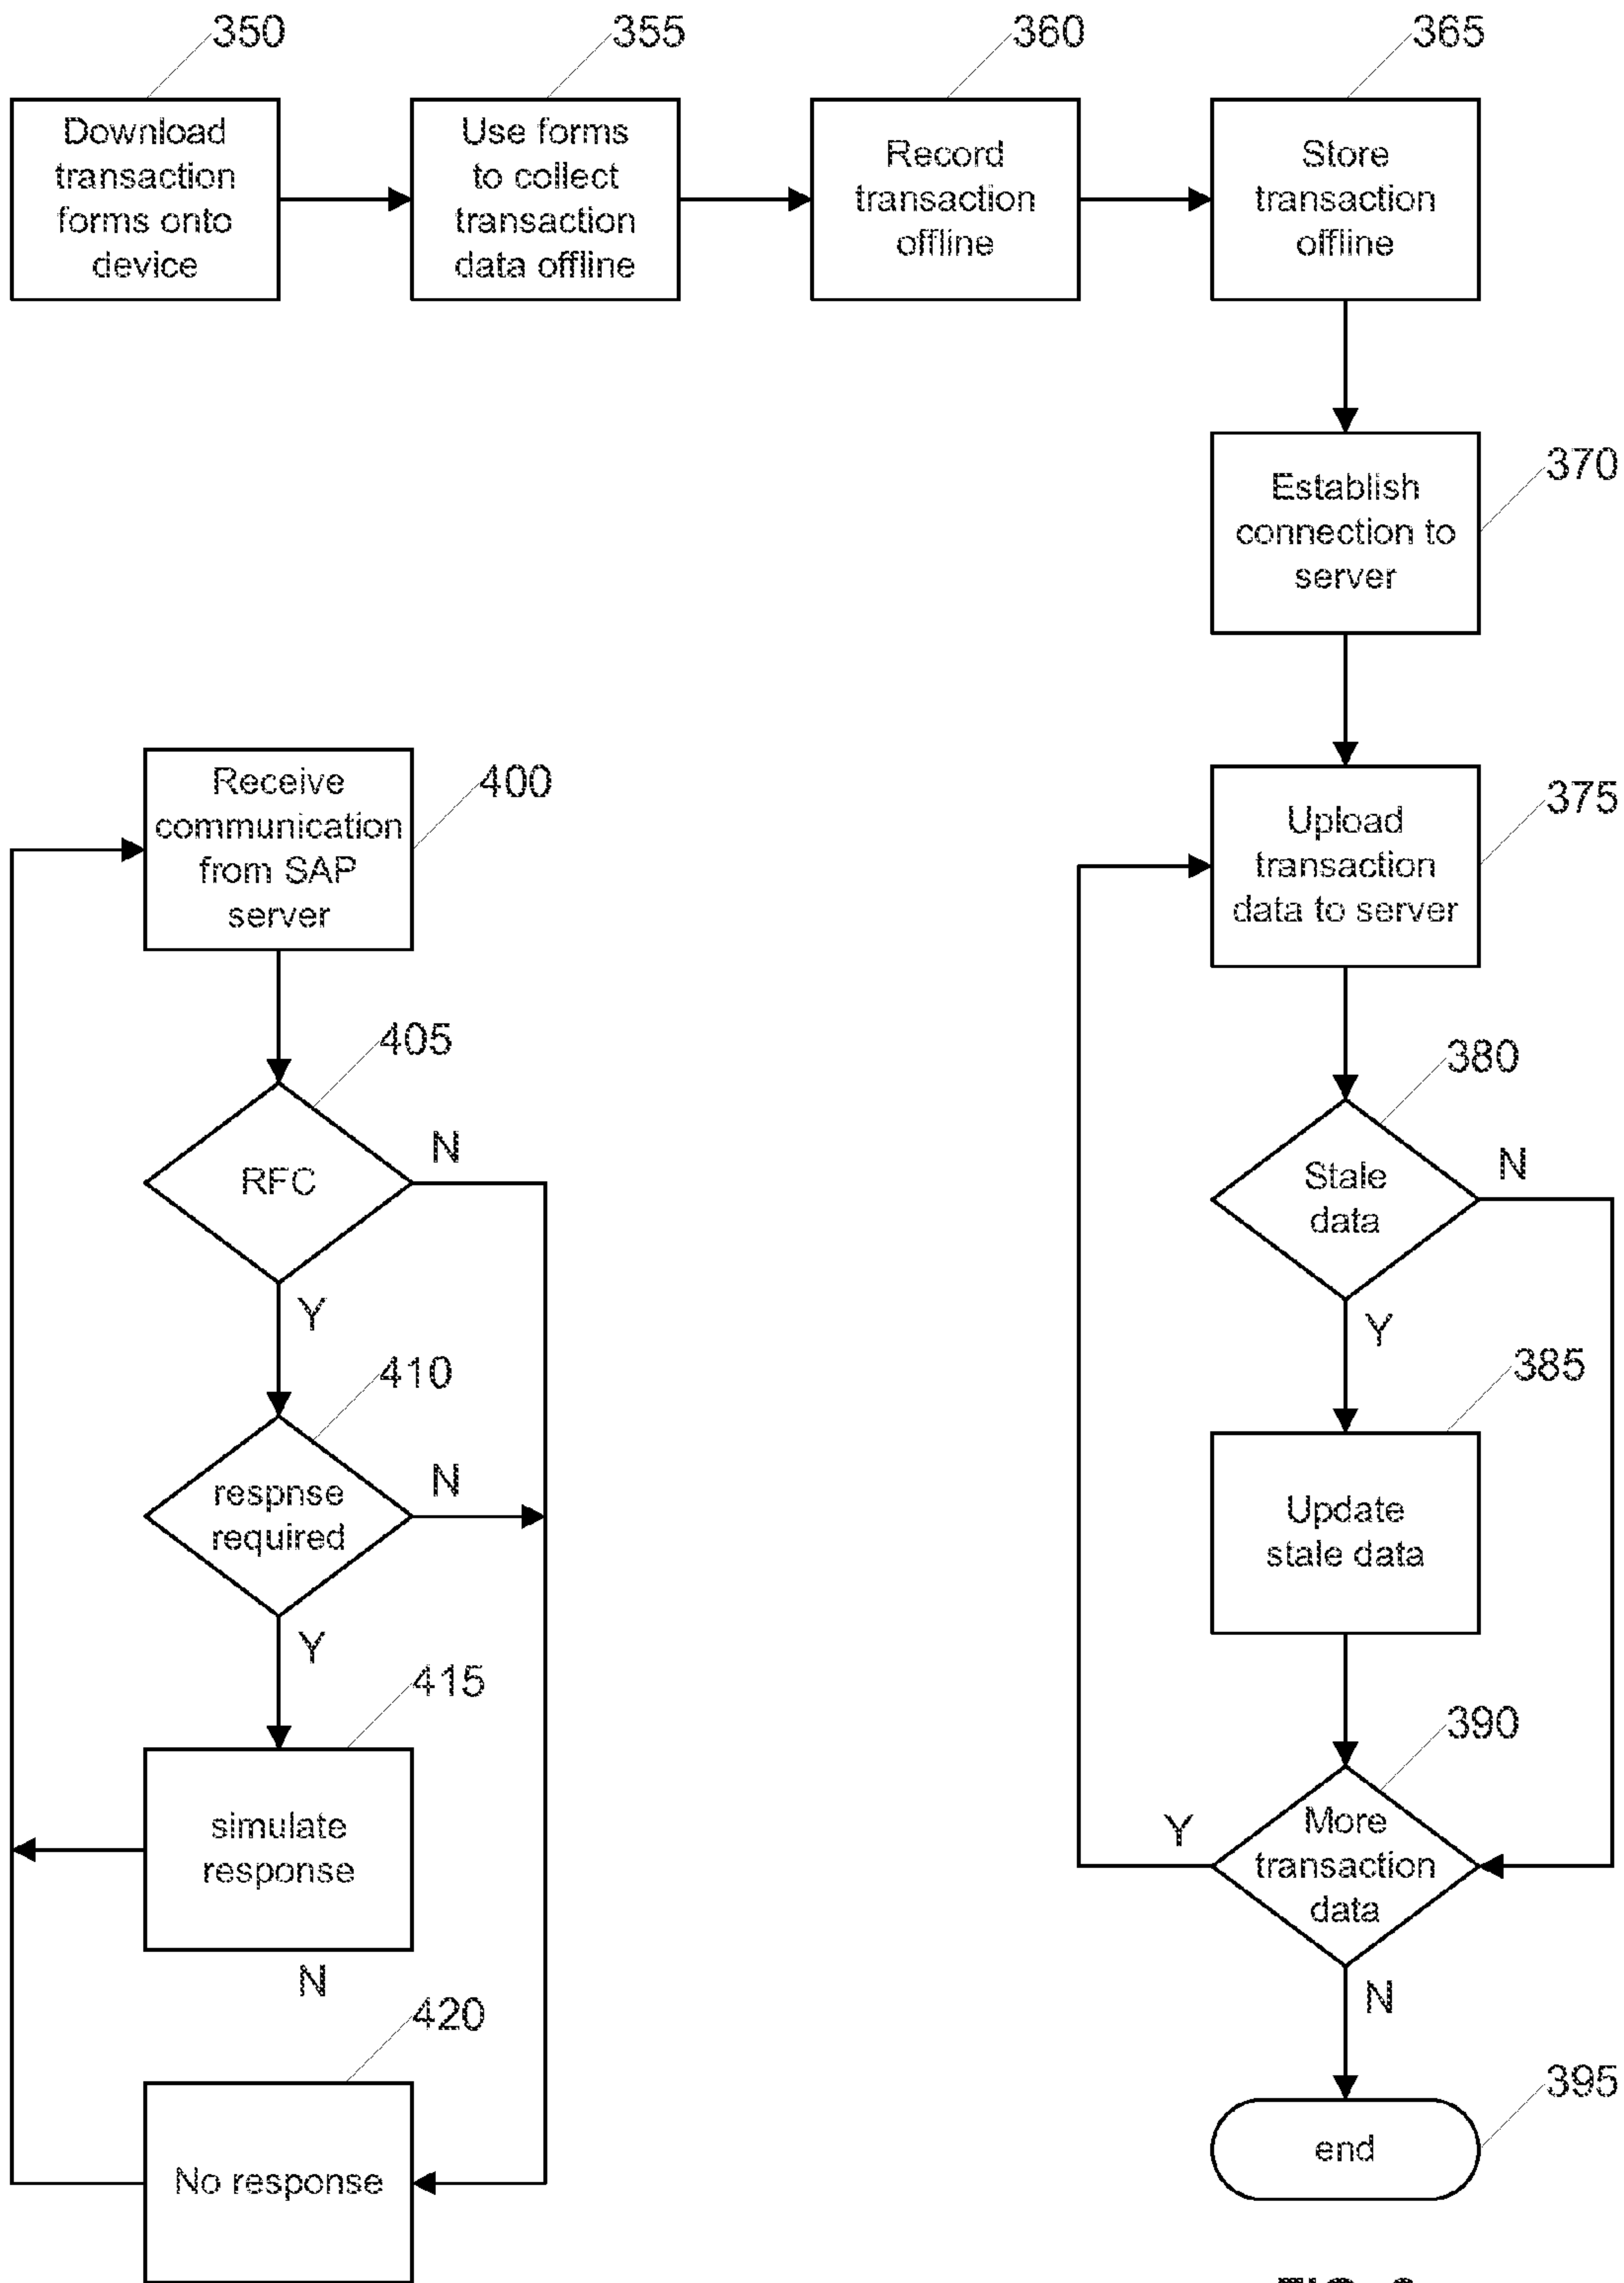 350
Download
transaction
forms onto
device
355
Use forms
to collect
transaction
data offline
360
Record
transaction
offline
365
Store
transaction
offline
370
Establish
connection to
server
375
Upload
transaction
data to server
380
Stale
data
N
Y
385
Update
stale data
390
More
transaction
data
Y
N
395
end
400
Receive
communication
from SAP
server
405
RFC
N
Y
410
respnse
required
N
Y
415
simulate
response
N
420
No response